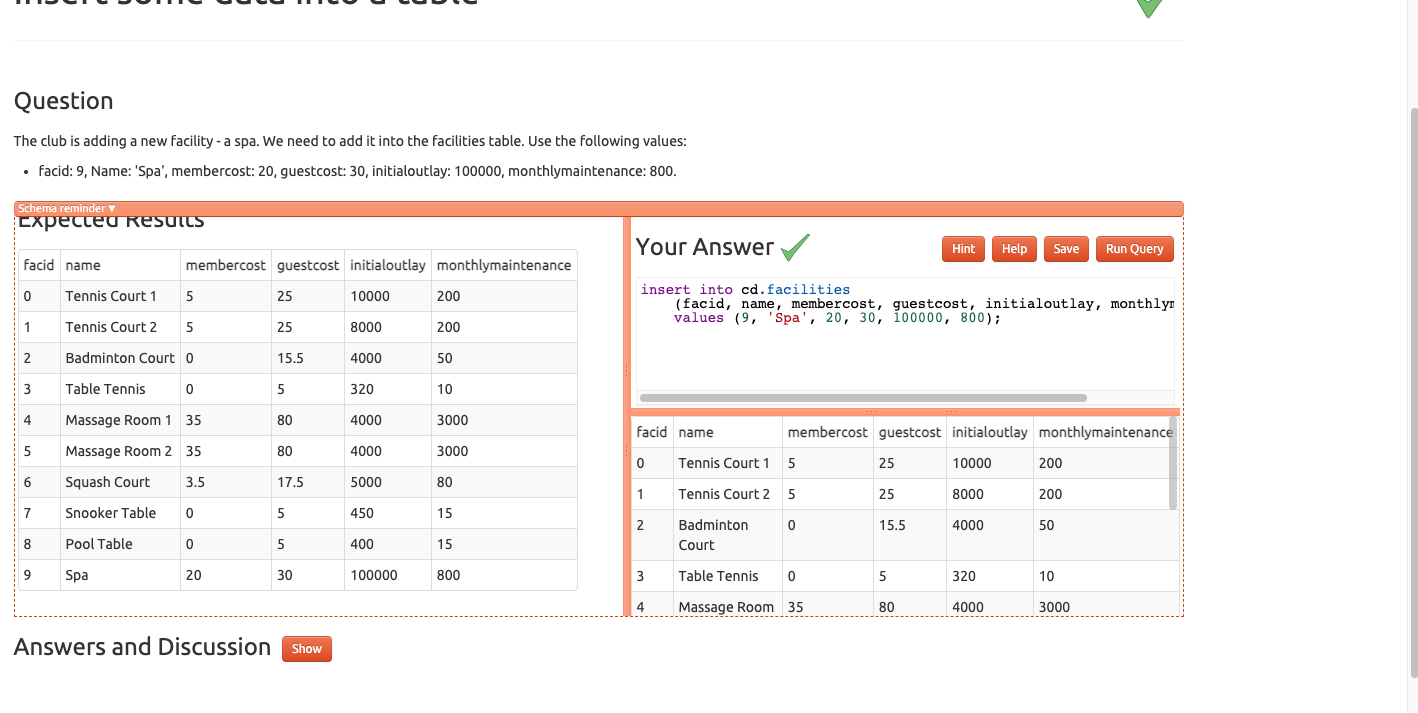 Insert some data into a table
Question
The club is adding a new facility - a spa. We need to add it into the facilities table. Use the following values:
• facid: 9, Name: 'Spa', membercost: 20, guestcost: 30, initialoutlay: 100000, monthlymaintenance: 800.
Schema reminder ▼
Expected Results
facid name membercost guestcost initialoutlay monthlymaintenance
0 Tennis Court 1 5 25 10000 200
1 Tennis Court 2 5 25 8000 200
2 Badminton Court 0 15.5 4000 50
3 Table Tennis 0 5 320 10
4 Massage Room 1 35 80 4000 3000
5 Massage Room 2 35 80 4000 3000
6 Squash Court 3.5 17.5 5000 80
7 Snooker Table 0 5 450 15
8 Pool Table 0 5 400 15
9 Spa 20 30 100000 800
Your Answer
Hint Help Save Run Query
insert into cd.facilities
(facid, name, membercost, guestcost, initialoutlay, monthlym
values (9, 'Spa', 20, 30, 100000, 800);
facid name membercost guestcost initialoutlay monthlymaintenance
0 Tennis Court 1 5 25 10000 200
1 Tennis Court 2 5 25 8000 200
2 Badminton 0 15.5 4000 50
Court
3 Table Tennis 0 5 320 10
4 Massage Room 35 80 4000 3000
Answers and Discussion Show